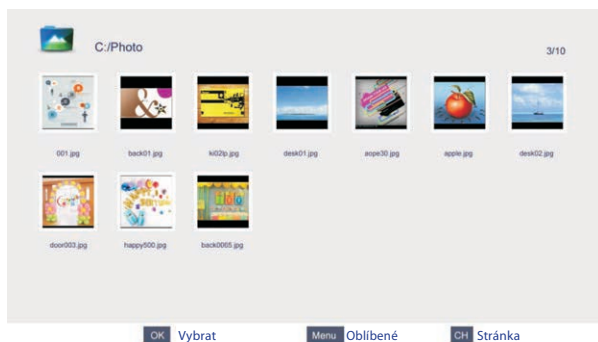 C:/Photo
3/10
001.jpg back01.jpg ki02lp.jpg desk01.jpg aope30.jpg apple.jpg desk02.jpg
door003.jpg happy500.jpg back0065.jpg
OK Vybrat Menu Oblíbené CH Stránka